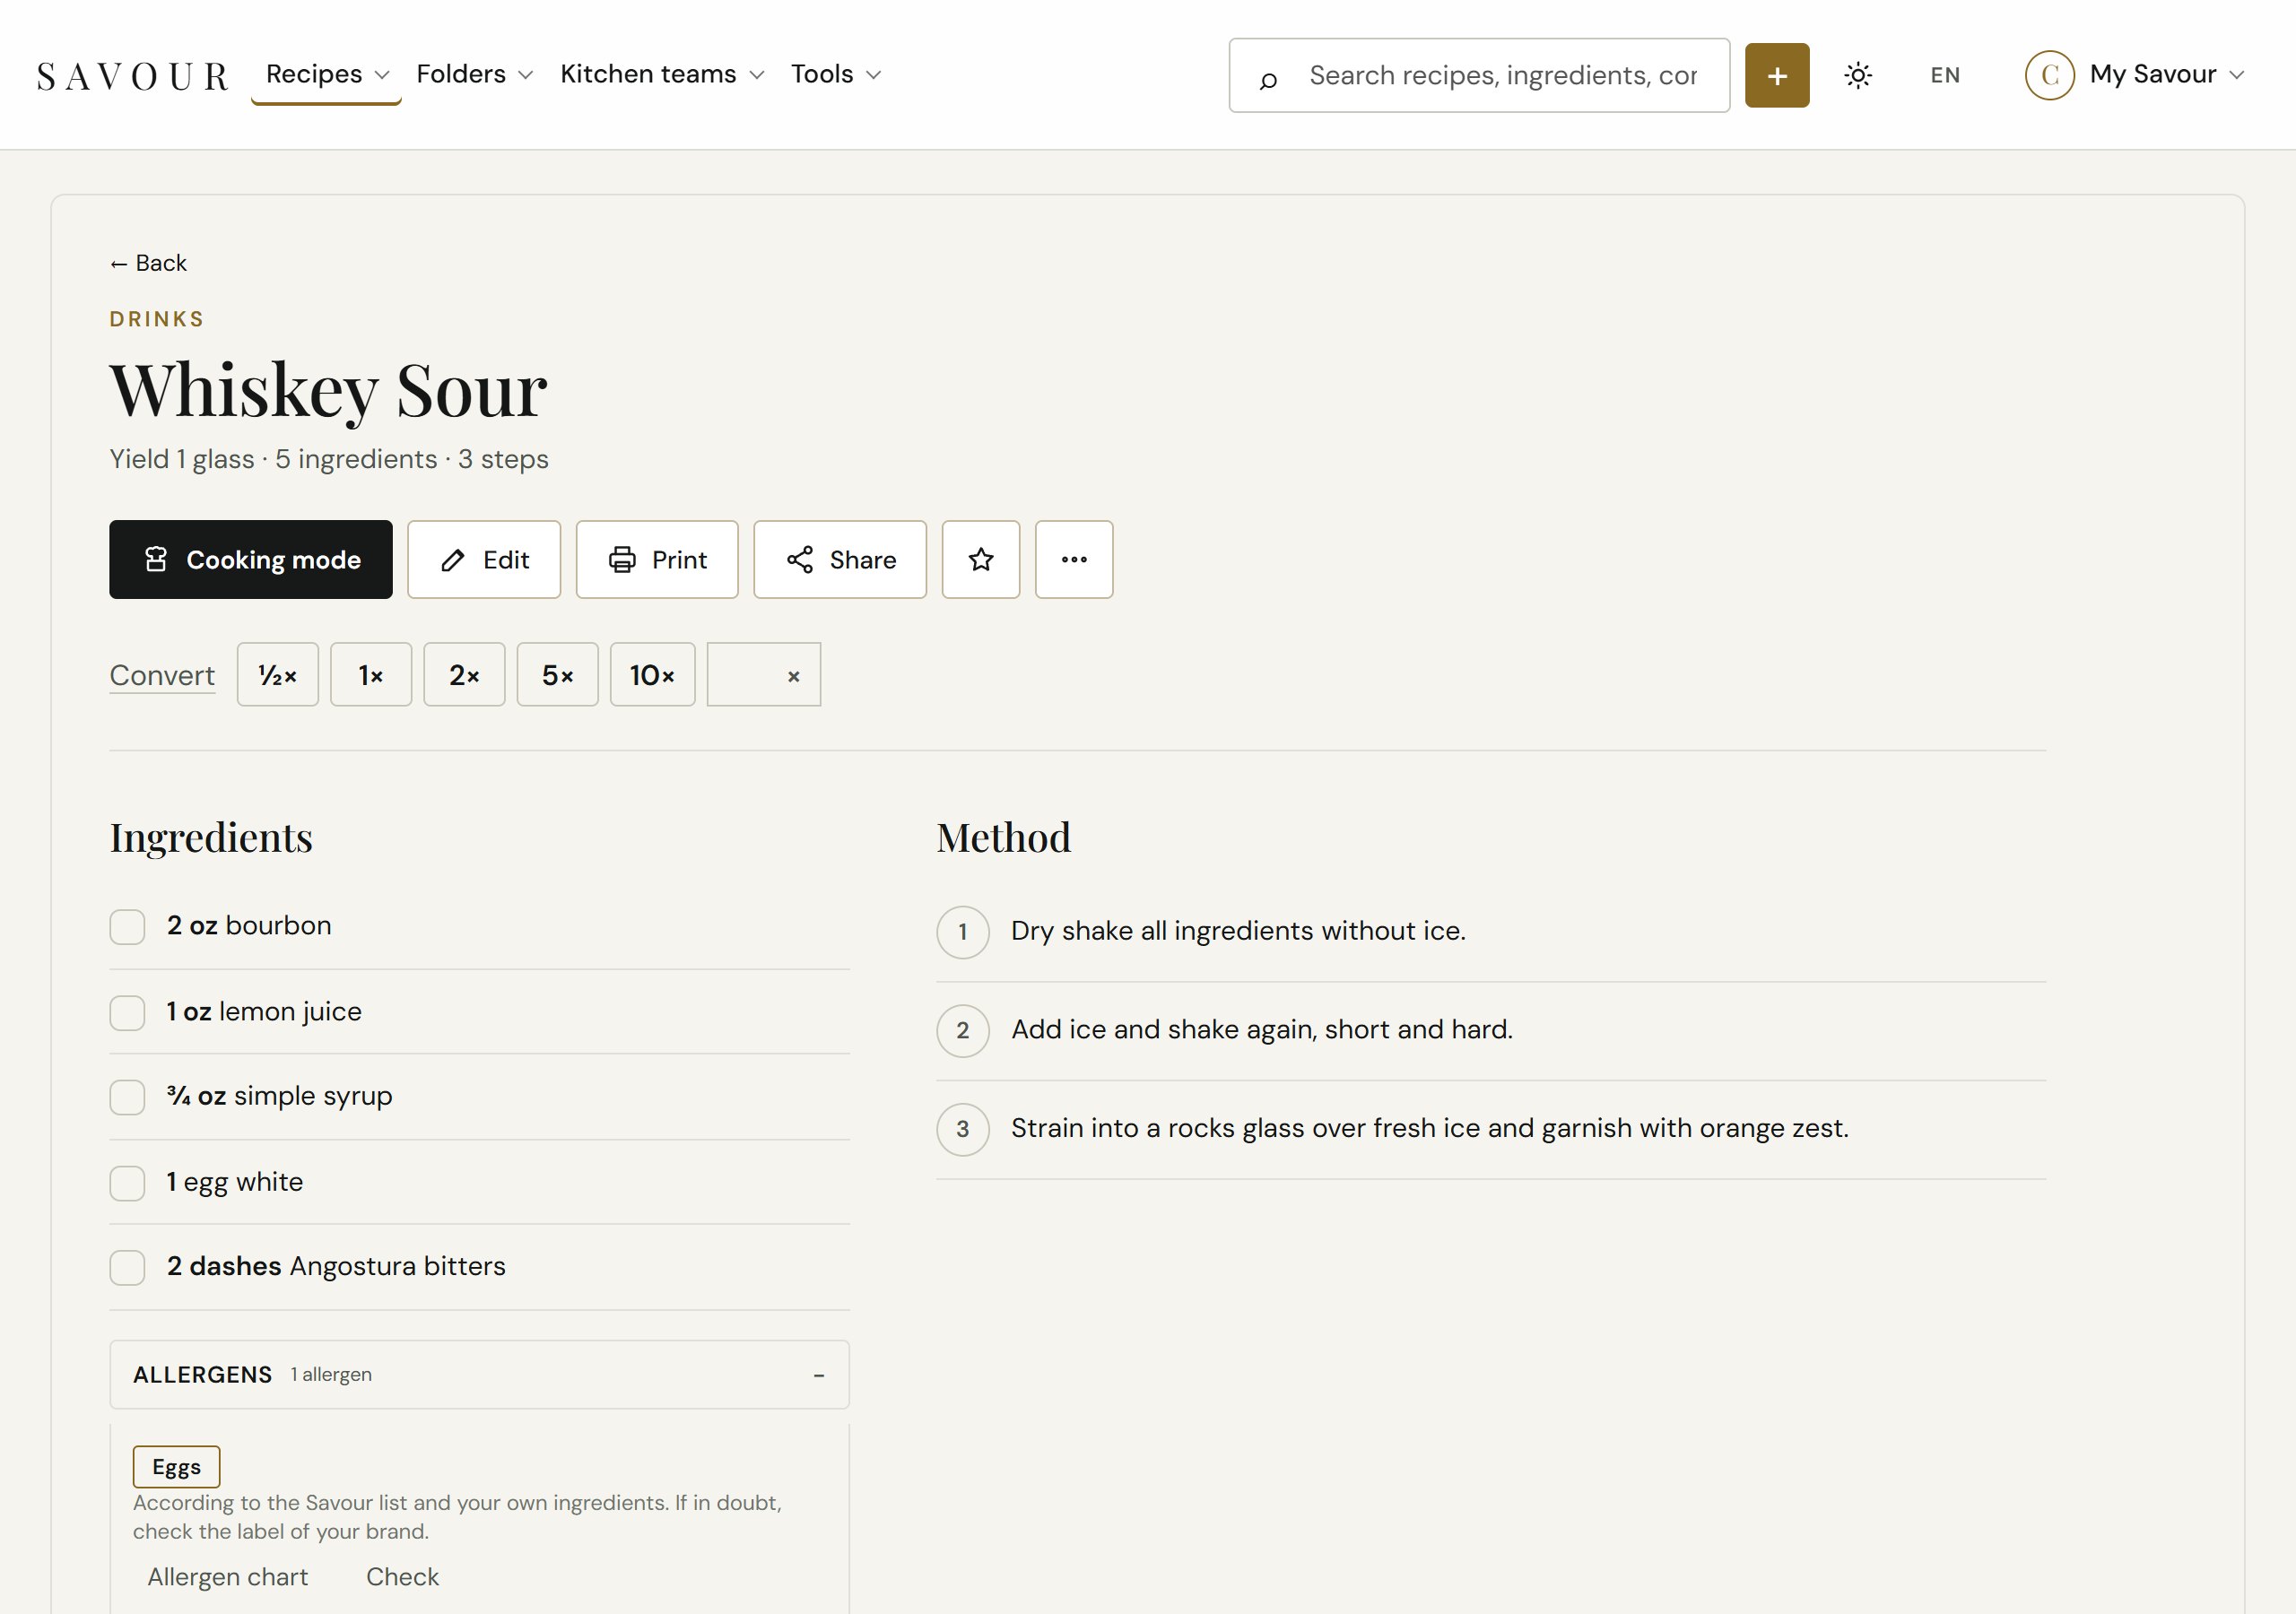 SAVOUR
Recipes
Folders
Kitchen teams
Tools
Search recipes, ingredients, cor
+
EN
C
My Savour
← Back
DRINKS
Whiskey Sour
Yield 1 glass · 5 ingredients · 3 steps
Cooking mode
Edit
Print
Share
Convert
½×
1×
2×
5×
10×
×
Ingredients
2 oz bourbon
1 oz lemon juice
¾ oz simple syrup
1 egg white
2 dashes Angostura bitters
ALLERGENS 1 allergen –
Eggs
According to the Savour list and your own ingredients. If in doubt,
check the label of your brand.
Allergen chart
Check
Method
1 Dry shake all ingredients without ice.
2 Add ice and shake again, short and hard.
3 Strain into a rocks glass over fresh ice and garnish with orange zest.